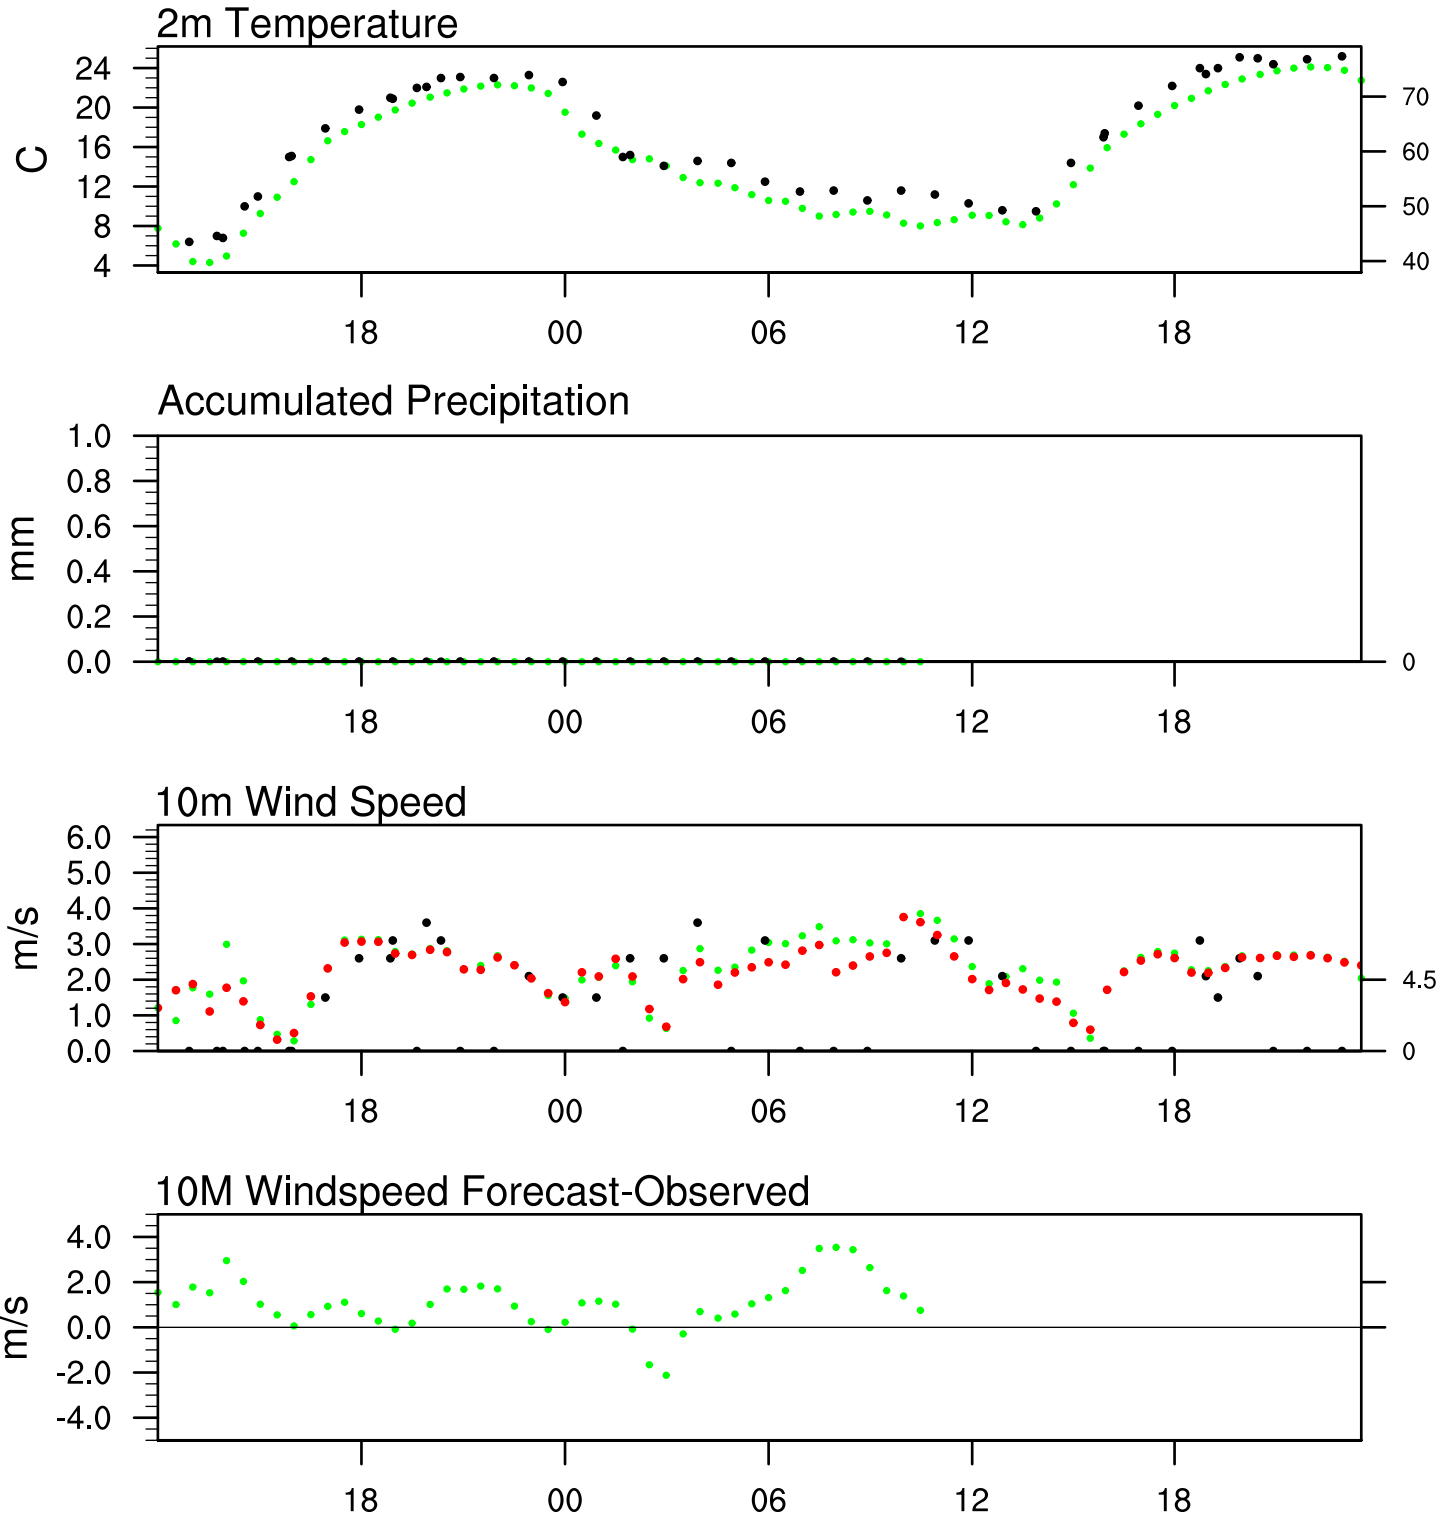 2m Temperature
24
20
16
12
8
4
C
70
60
50
40
18 00 06 12 18
Accumulated Precipitation
1.0
0.8
0.6
0.4
0.2
0.0
mm
0
18 00 06 12 18
10m Wind Speed
6.0
5.0
4.0
3.0
2.0
1.0
0.0
m/s
4.5
0
18 00 06 12 18
10M Windspeed Forecast-Observed
4.0
2.0
0.0
-2.0
-4.0
m/s
18 00 06 12 18